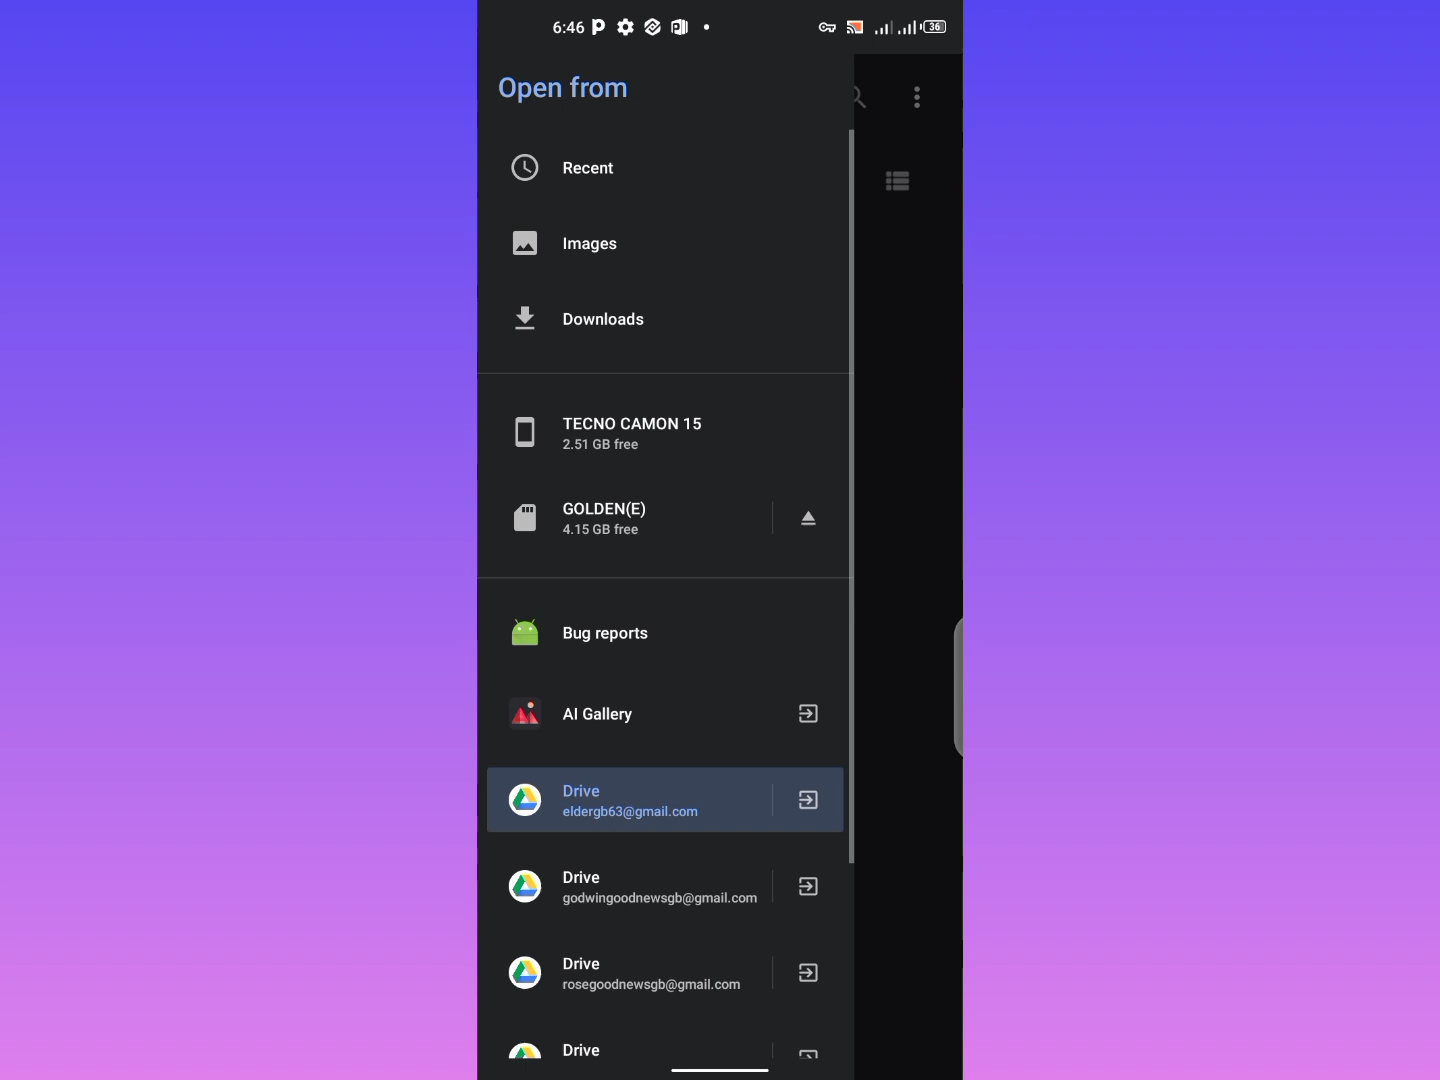 6:46
36
Open from
Recent
Images
Downloads
TECNO CAMON 15
2.51 GB free
GOLDEN(E)
4.15 GB free
Bug reports
AI Gallery
Drive
eldergb63@gmail.com
Drive
godwingoodnewsgb@gmail.com
Drive
rosegoodnewsgb@gmail.com
Drive